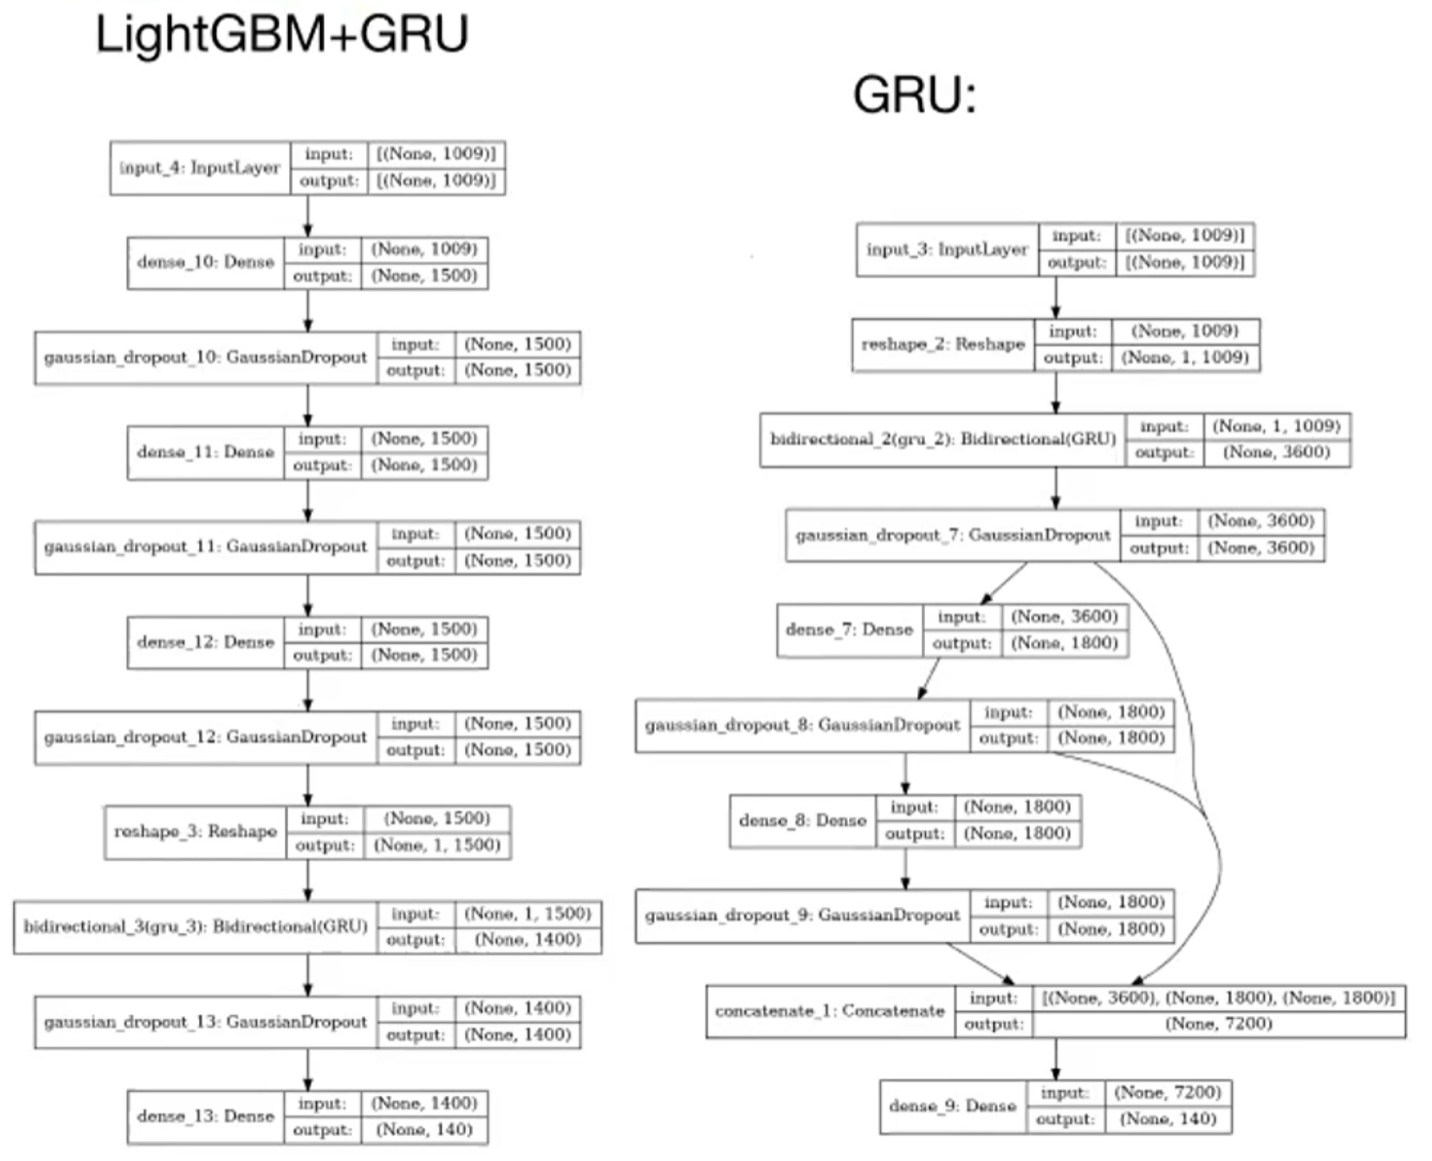 LightGBM+GRU
input_4: InputLayer
input: [(None, 1009)]
output: [(None, 1009)]
dense_10: Dense
input: (None, 1009)
output: (None, 1500)
gaussian_dropout_10: GaussianDropout
input: (None, 1500)
output: (None, 1500)
dense_11: Dense
input: (None, 1500)
output: (None, 1500)
gaussian_dropout_11: GaussianDropout
input: (None, 1500)
output: (None, 1500)
dense_12: Dense
input: (None, 1500)
output: (None, 1500)
gaussian_dropout_12: GaussianDropout
input: (None, 1500)
output: (None, 1500)
reshape_3: Reshape
input: (None, 1500)
output: (None, 1, 1500)
bidirectional_3(gru_3): Bidirectional(GRU)
input: (None, 1, 1500)
output: (None, 1400)
gaussian_dropout_13: GaussianDropout
input: (None, 1400)
output: (None, 1400)
dense_13: Dense
input: (None, 1400)
output: (None, 140)
GRU:
input_3: InputLayer
input: [(None, 1009)]
output: [(None, 1009)]
reshape_2: Reshape
input: (None, 1009)
output: (None, 1, 1009)
bidirectional_2(gru_2): Bidirectional(GRU)
input: (None, 1, 1009)
output: (None, 3600)
gaussian_dropout_7: GaussianDropout
input: (None, 3600)
output: (None, 3600)
dense_7: Dense
input: (None, 3600)
output: (None, 1800)
gaussian_dropout_8: GaussianDropout
input: (None, 1800)
output: (None, 1800)
dense_8: Dense
input: (None, 1800)
output: (None, 1800)
gaussian_dropout_9: GaussianDropout
input: (None, 1800)
output: (None, 1800)
concatenate_1: Concatenate
input: [(None, 3600), (None, 1800), (None, 1800)]
output: (None, 7200)
dense_9: Dense
input: (None, 7200)
output: (None, 140)